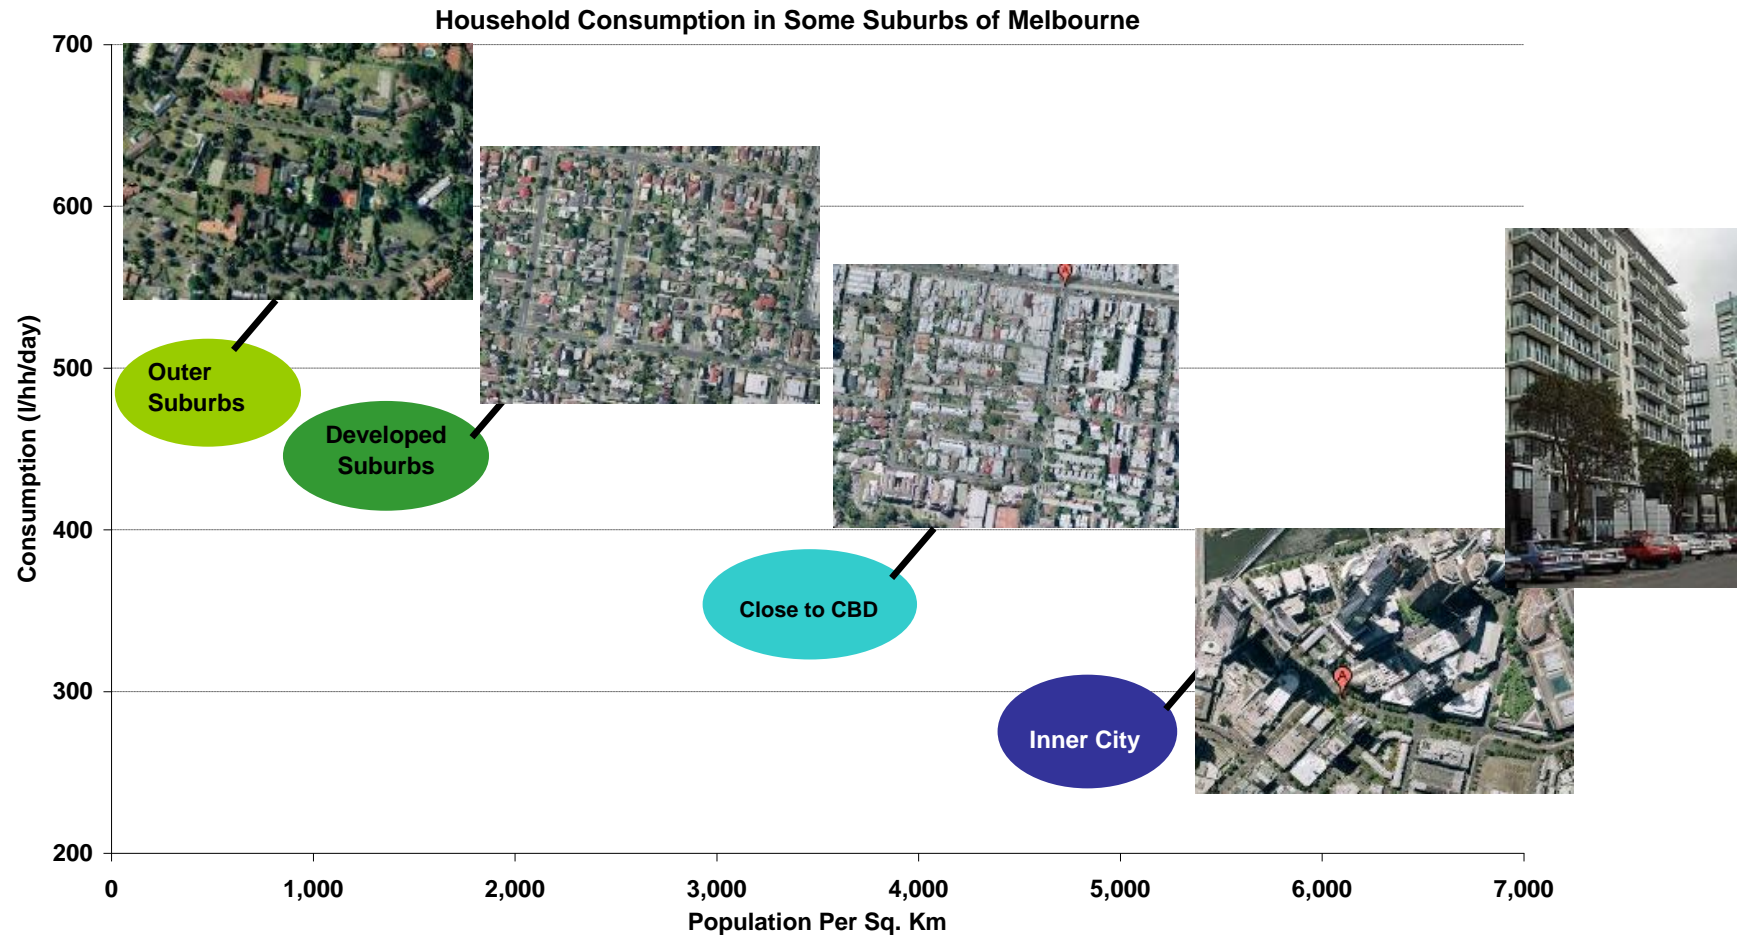 Household Consumption in Some Suburbs of Melbourne
700
600
500
400
300
200
Consumption (l/hh/day)
Outer
Suburbs
Developed
Suburbs
Close to CBD
Inner City
A
A
0
1,000
2,000
3,000
4,000
5,000
6,000
7,000
Population Per Sq. Km